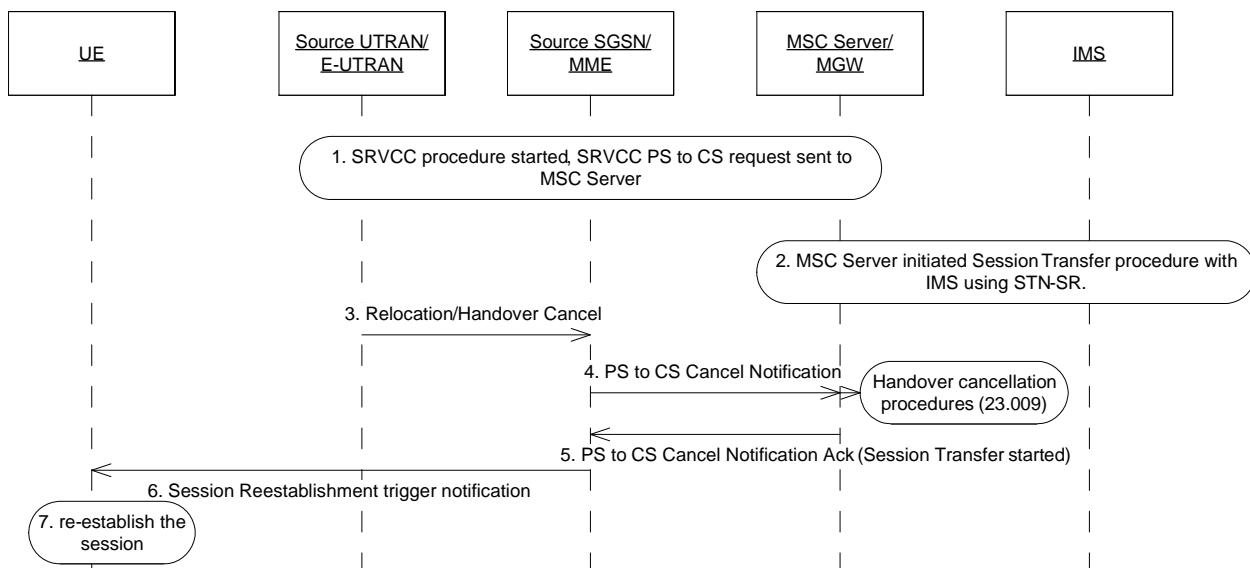 UE
Source UTRAN/
E-UTRAN
Source SGSN/
MME
MSC Server/
MGW
IMS
1. SRVCC procedure started, SRVCC PS to CS request sent to
MSC Server
2. MSC Server initiated Session Transfer procedure with
IMS using STN-SR.
3. Relocation/Handover Cancel
4. PS to CS Cancel Notification
Handover cancellation
procedures (23.009)
5. PS to CS Cancel Notification Ack (Session Transfer started)
6. Session Reestablishment trigger notification
7. re-establish the
session